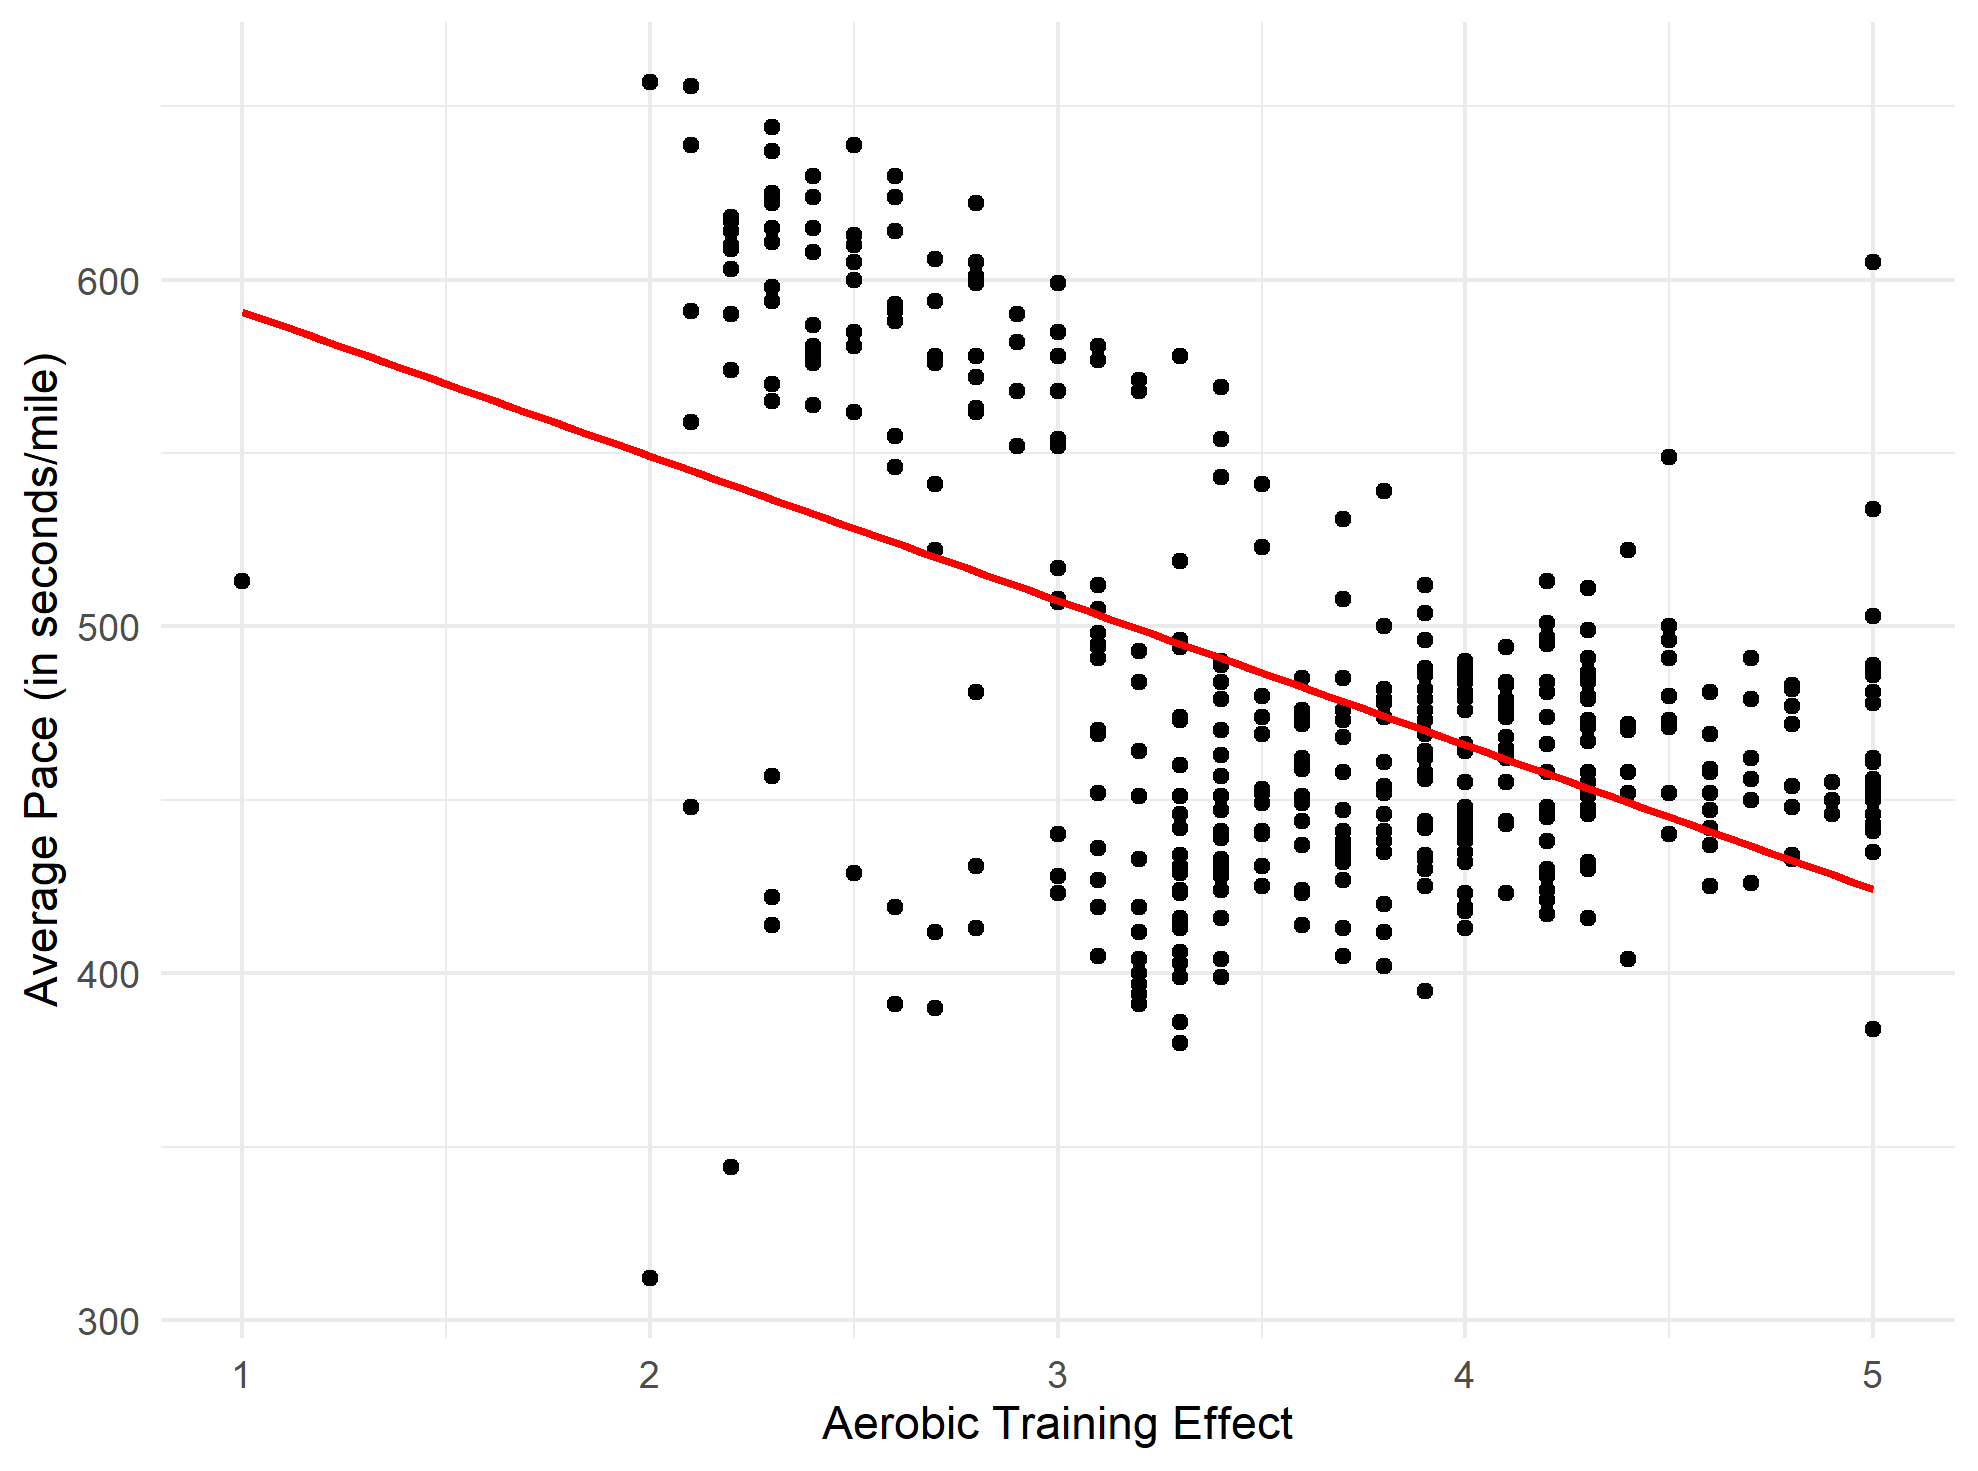 Average Pace (in seconds/mile)
600
500
400
300
1 2 3 4 5
Aerobic Training Effect